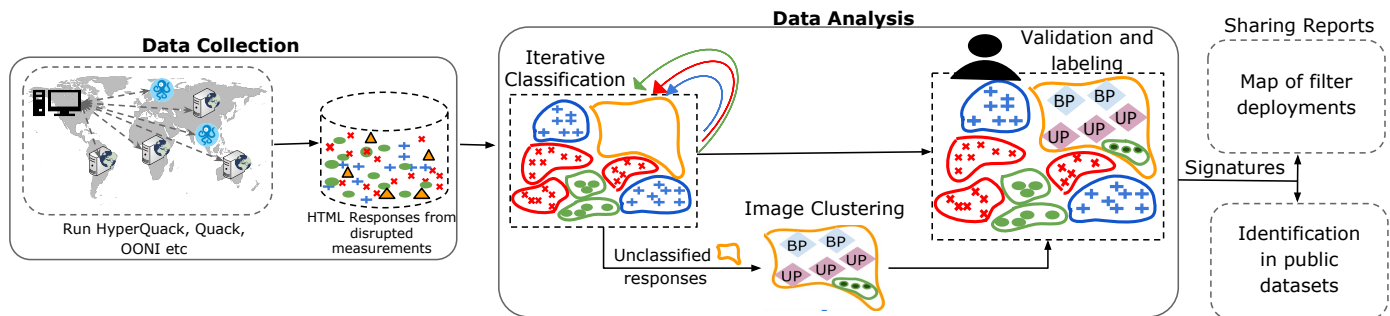 Data Collection
Run HyperQuack, Quack,
OONI etc
HTML Responses from
disrupted
measurements
Data Analysis
Iterative
Classification
Unclassified
responses
Image Clustering
BP
BP
UP
UP
UP
Validation and
labeling
BP
BP
UP
UP
UP
Signatures
Sharing Reports
Map of filter
deployments
Identification
in public
datasets